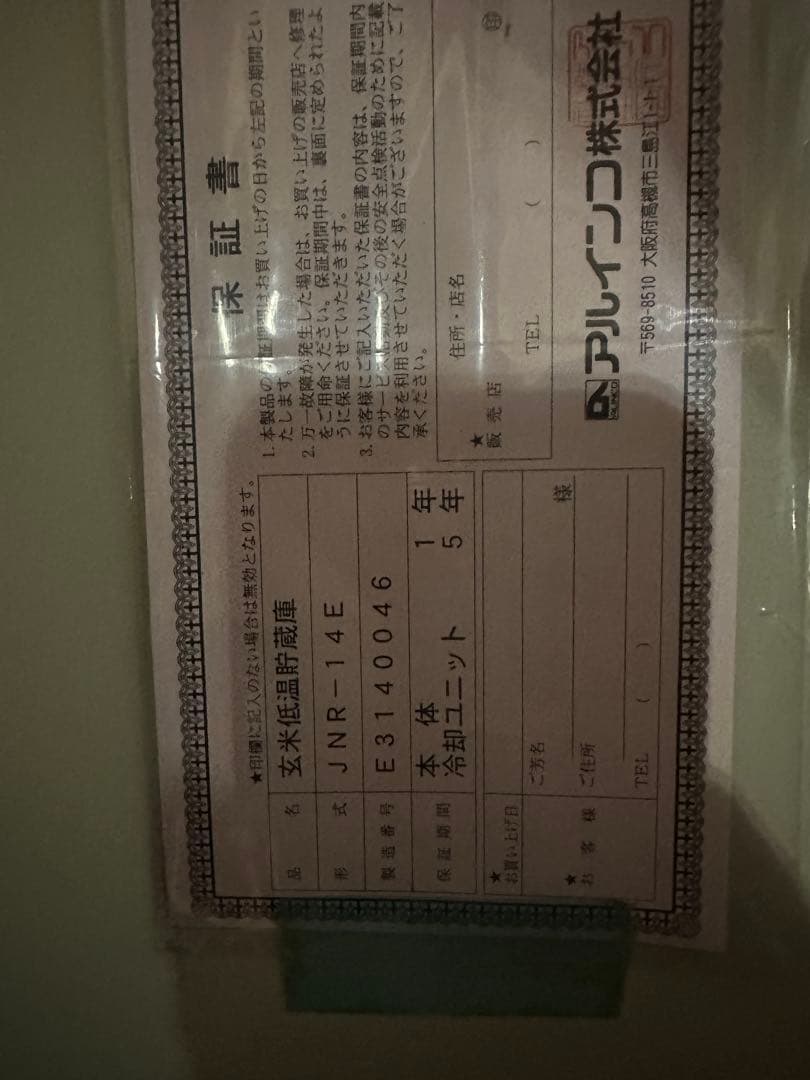 保証書
★印欄に記入のない場合は無効となります。
品名 玄米低温貯蔵庫
形式 JNR-14E
製造番号 E3140046
保証期間 本体 1年
冷却ユニット 5年
★お買い上げ日
★お客様
ご芳名 様
ご住所
TEL ( )
1. 本製品の 証期間はお買い上げの日から左記の期間とい
たします。
2. 万一故障が発生した場合は、お買い上げの販売店へ修理
をご用命ください。保証期間中は、裏面に定められたよ
うに保証させていただきます。
3. お客様にご記入いただいた保証書の内容は、保証期間内
のサービス活動及びその後の安全点検活動のために記載
内容を利用させていただく場合がございますので、ご了
承ください。
★販売店
住所・店名
印
TEL ( )
ALINCO アルインコ株式会社
〒569-8510 大阪府高槻市三島江1-1-1